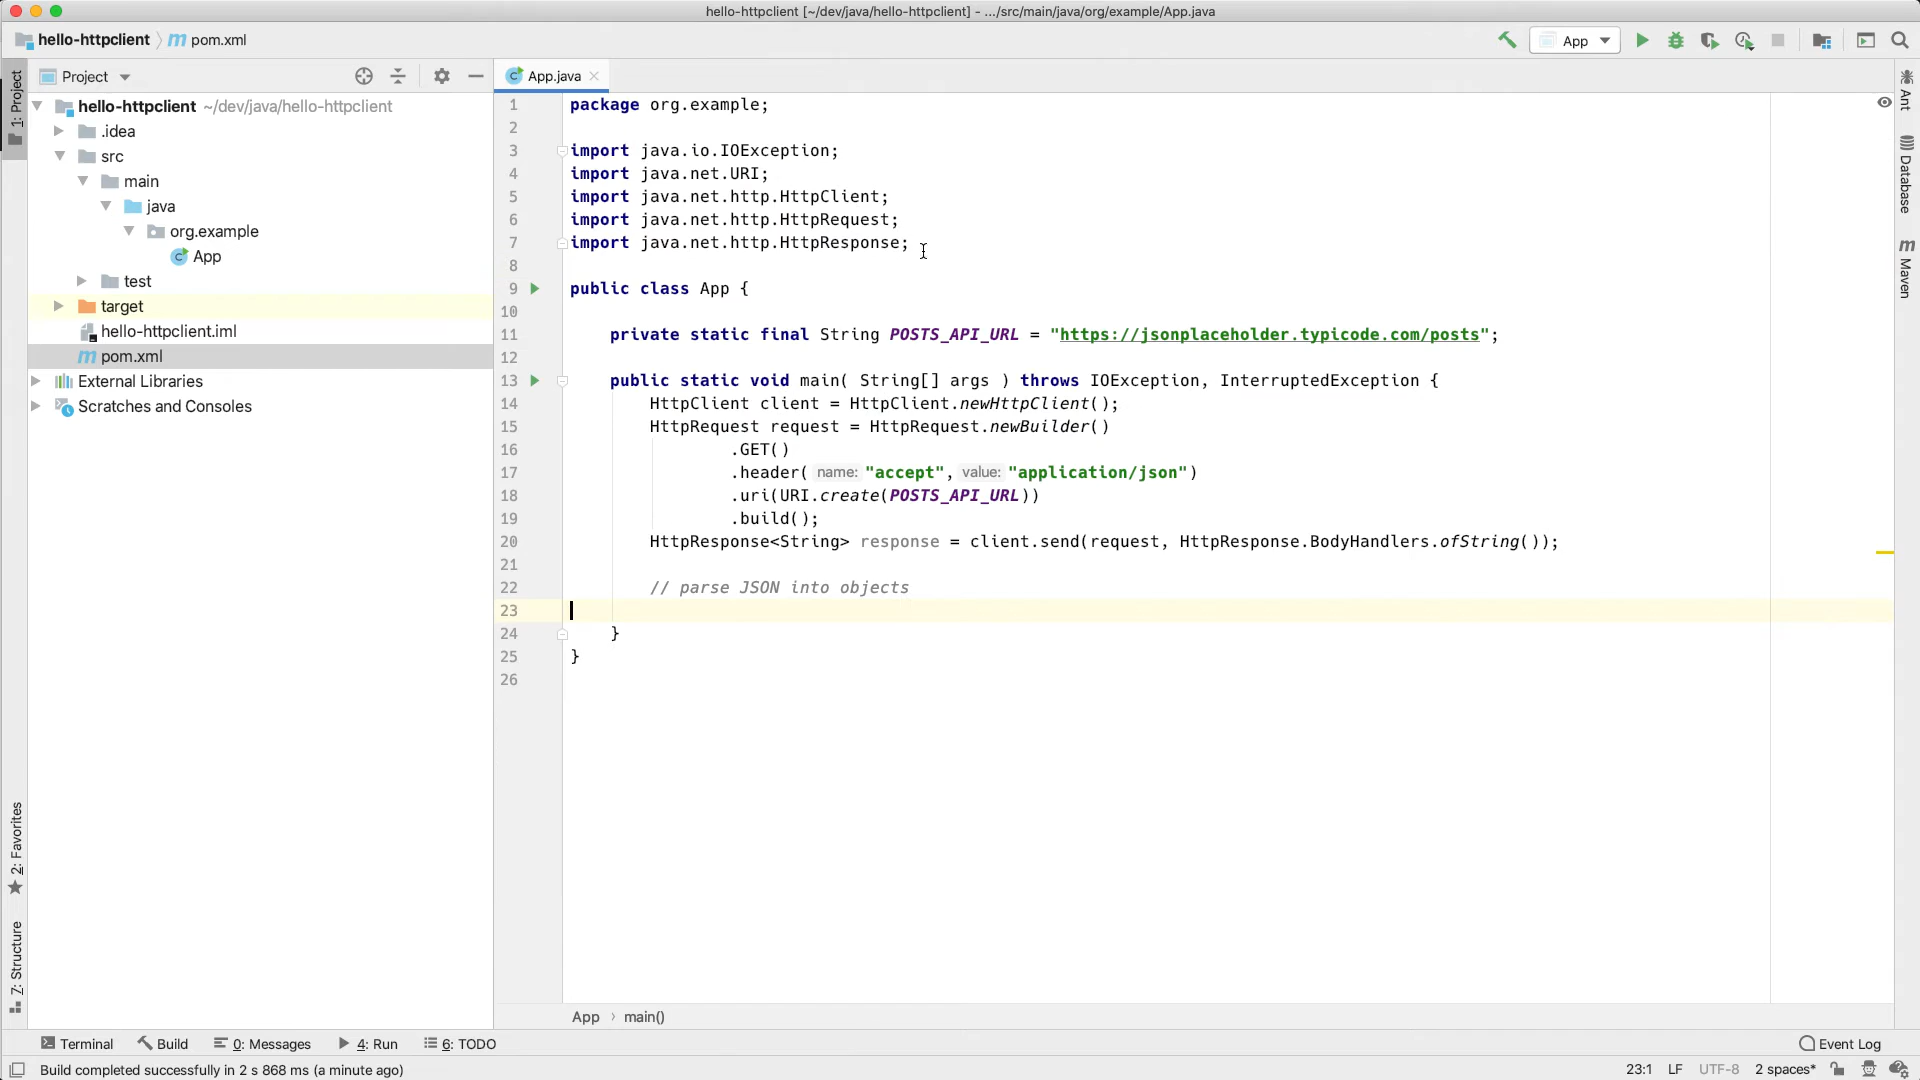 hello-httpclient [~/dev/java/hello-httpclient] - .../src/main/java/org/example/App.java
hello-httpclient
pom.xml
App
1: Project
Project
hello-httpclient ~/dev/java/hello-httpclient
.idea
src
main
java
org.example
App
test
target
hello-httpclient.iml
pom.xml
External Libraries
Scratches and Consoles
2: Favorites
7: Structure
App.java
1 package org.example;
2
3 import java.io.IOException;
4 import java.net.URI;
5 import java.net.http.HttpClient;
6 import java.net.http.HttpRequest;
7 import java.net.http.HttpResponse;
8
9 public class App {
10
11 private static final String POSTS_API_URL = "https://jsonplaceholder.typicode.com/posts";
12
13 public static void main( String[] args ) throws IOException, InterruptedException {
14 HttpClient client = HttpClient.newHttpClient();
15 HttpRequest request = HttpRequest.newBuilder()
16 .GET()
17 .header( name: "accept", value: "application/json")
18 .uri(URI.create(POSTS_API_URL))
19 .build();
20 HttpResponse<String> response = client.send(request, HttpResponse.BodyHandlers.ofString());
21
22 // parse JSON into objects
23
24 }
25 }
26
Ant
Database
Maven
App › main()
Terminal
Build
0: Messages
4: Run
6: TODO
Event Log
Build completed successfully in 2 s 868 ms (a minute ago)
23:1 LF UTF-8 2 spaces*